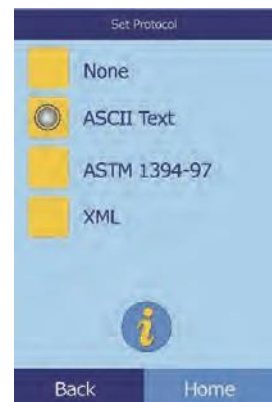 Set Protocol
None
ASCII Text
ASTM 1394-97
XML
i
Back Home